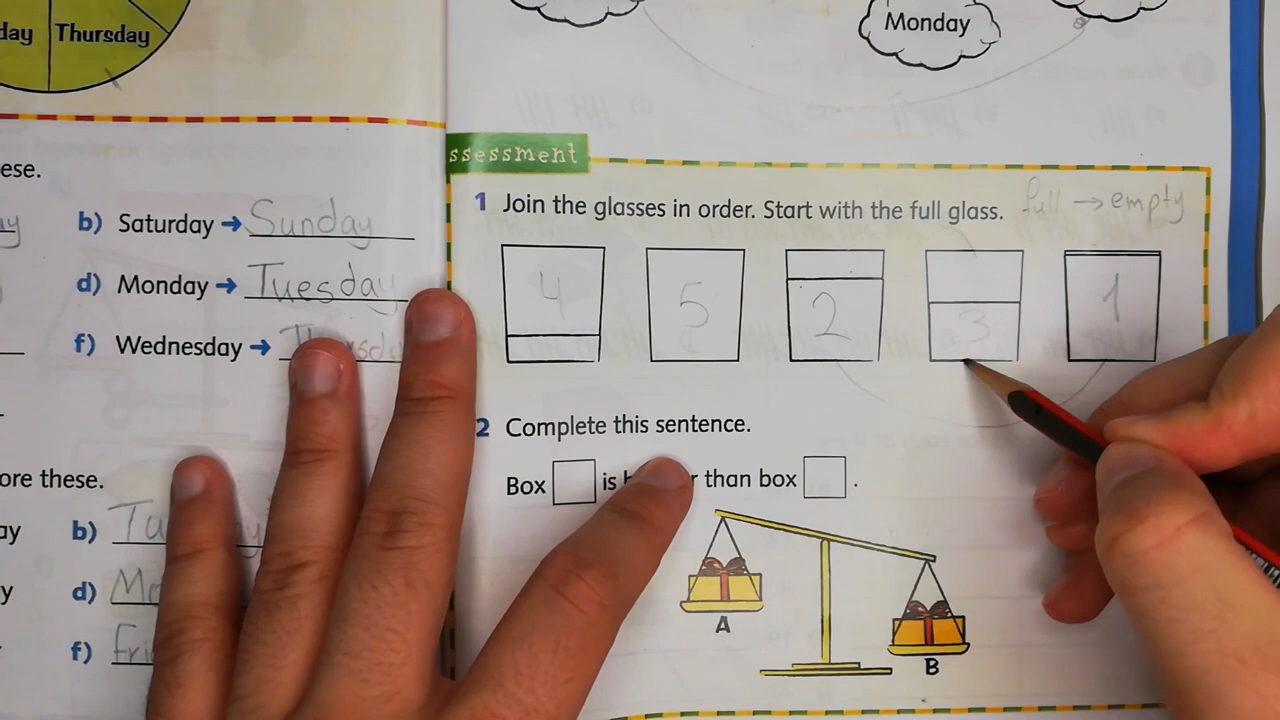 day Thursday
Monday
ese.
b) Saturday → Sunday
d) Monday → Tuesday
f) Wednesday →
ore these.
ay b)
y d)
f)
ssessment
1 Join the glasses in order. Start with the full glass. full → empty
4 5 2 3 1
2 Complete this sentence.
Box is than box .
A
B